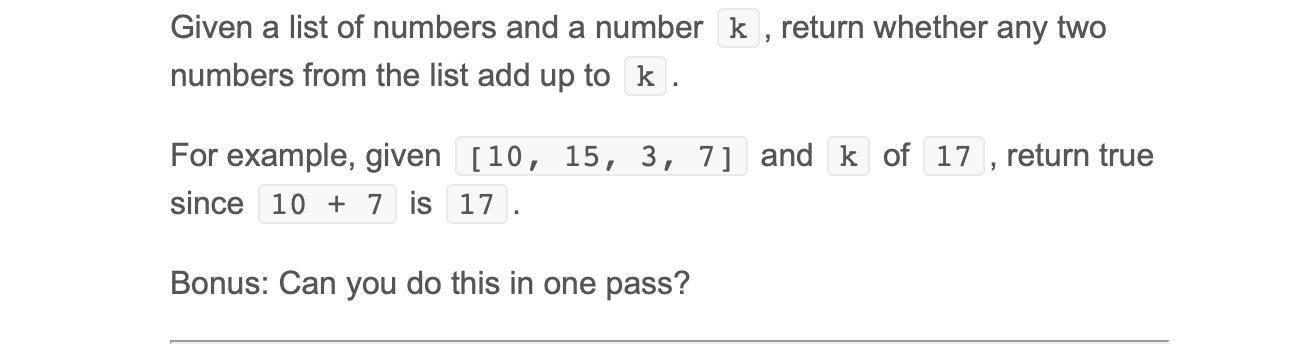 Given a list of numbers and a number k, return whether any two
numbers from the list add up to k.
For example, given [10, 15, 3, 7] and k of 17, return true
since 10 + 7 is 17.
Bonus: Can you do this in one pass?